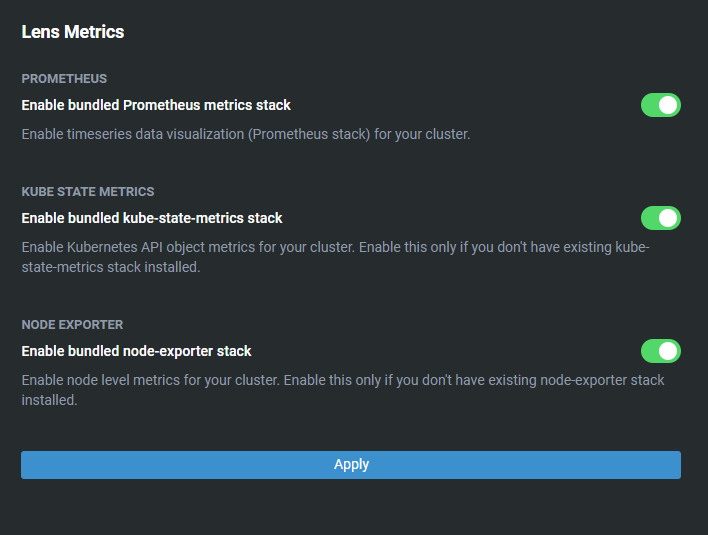 Lens Metrics
PROMETHEUS
Enable bundled Prometheus metrics stack
Enable timeseries data visualization (Prometheus stack) for your cluster.
KUBE STATE METRICS
Enable bundled kube-state-metrics stack
Enable Kubernetes API object metrics for your cluster. Enable this only if you don't have existing kube-
state-metrics stack installed.
NODE EXPORTER
Enable bundled node-exporter stack
Enable node level metrics for your cluster. Enable this only if you don't have existing node-exporter stack
installed.
Apply